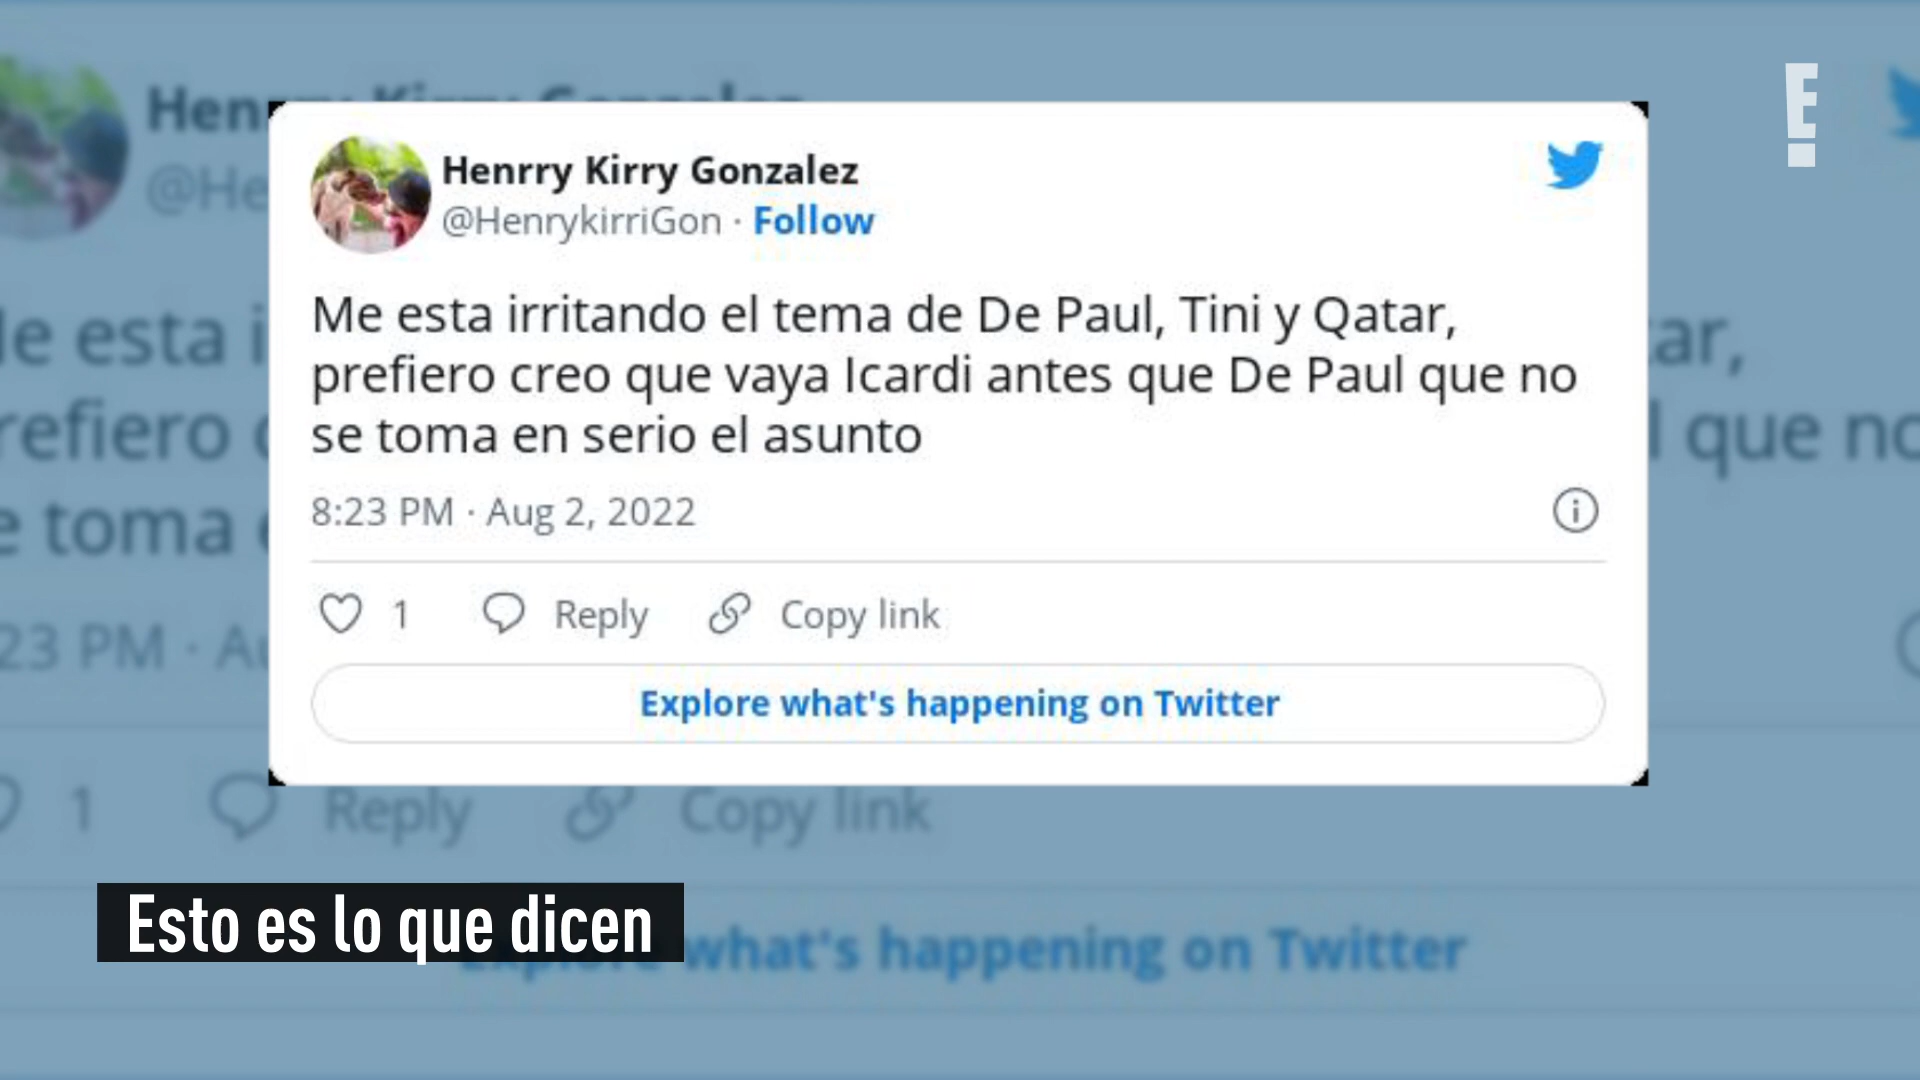 Henrry Kirry Gonzalez
@HenrykirriGon · Follow
Me esta irritando el tema de De Paul, Tini y Qatar,
prefiero creo que vaya Icardi antes que De Paul que no
se toma en serio el asunto
8:23 PM · Aug 2, 2022
1 Reply Copy link
Explore what's happening on Twitter
E!
Esto es lo que dicen